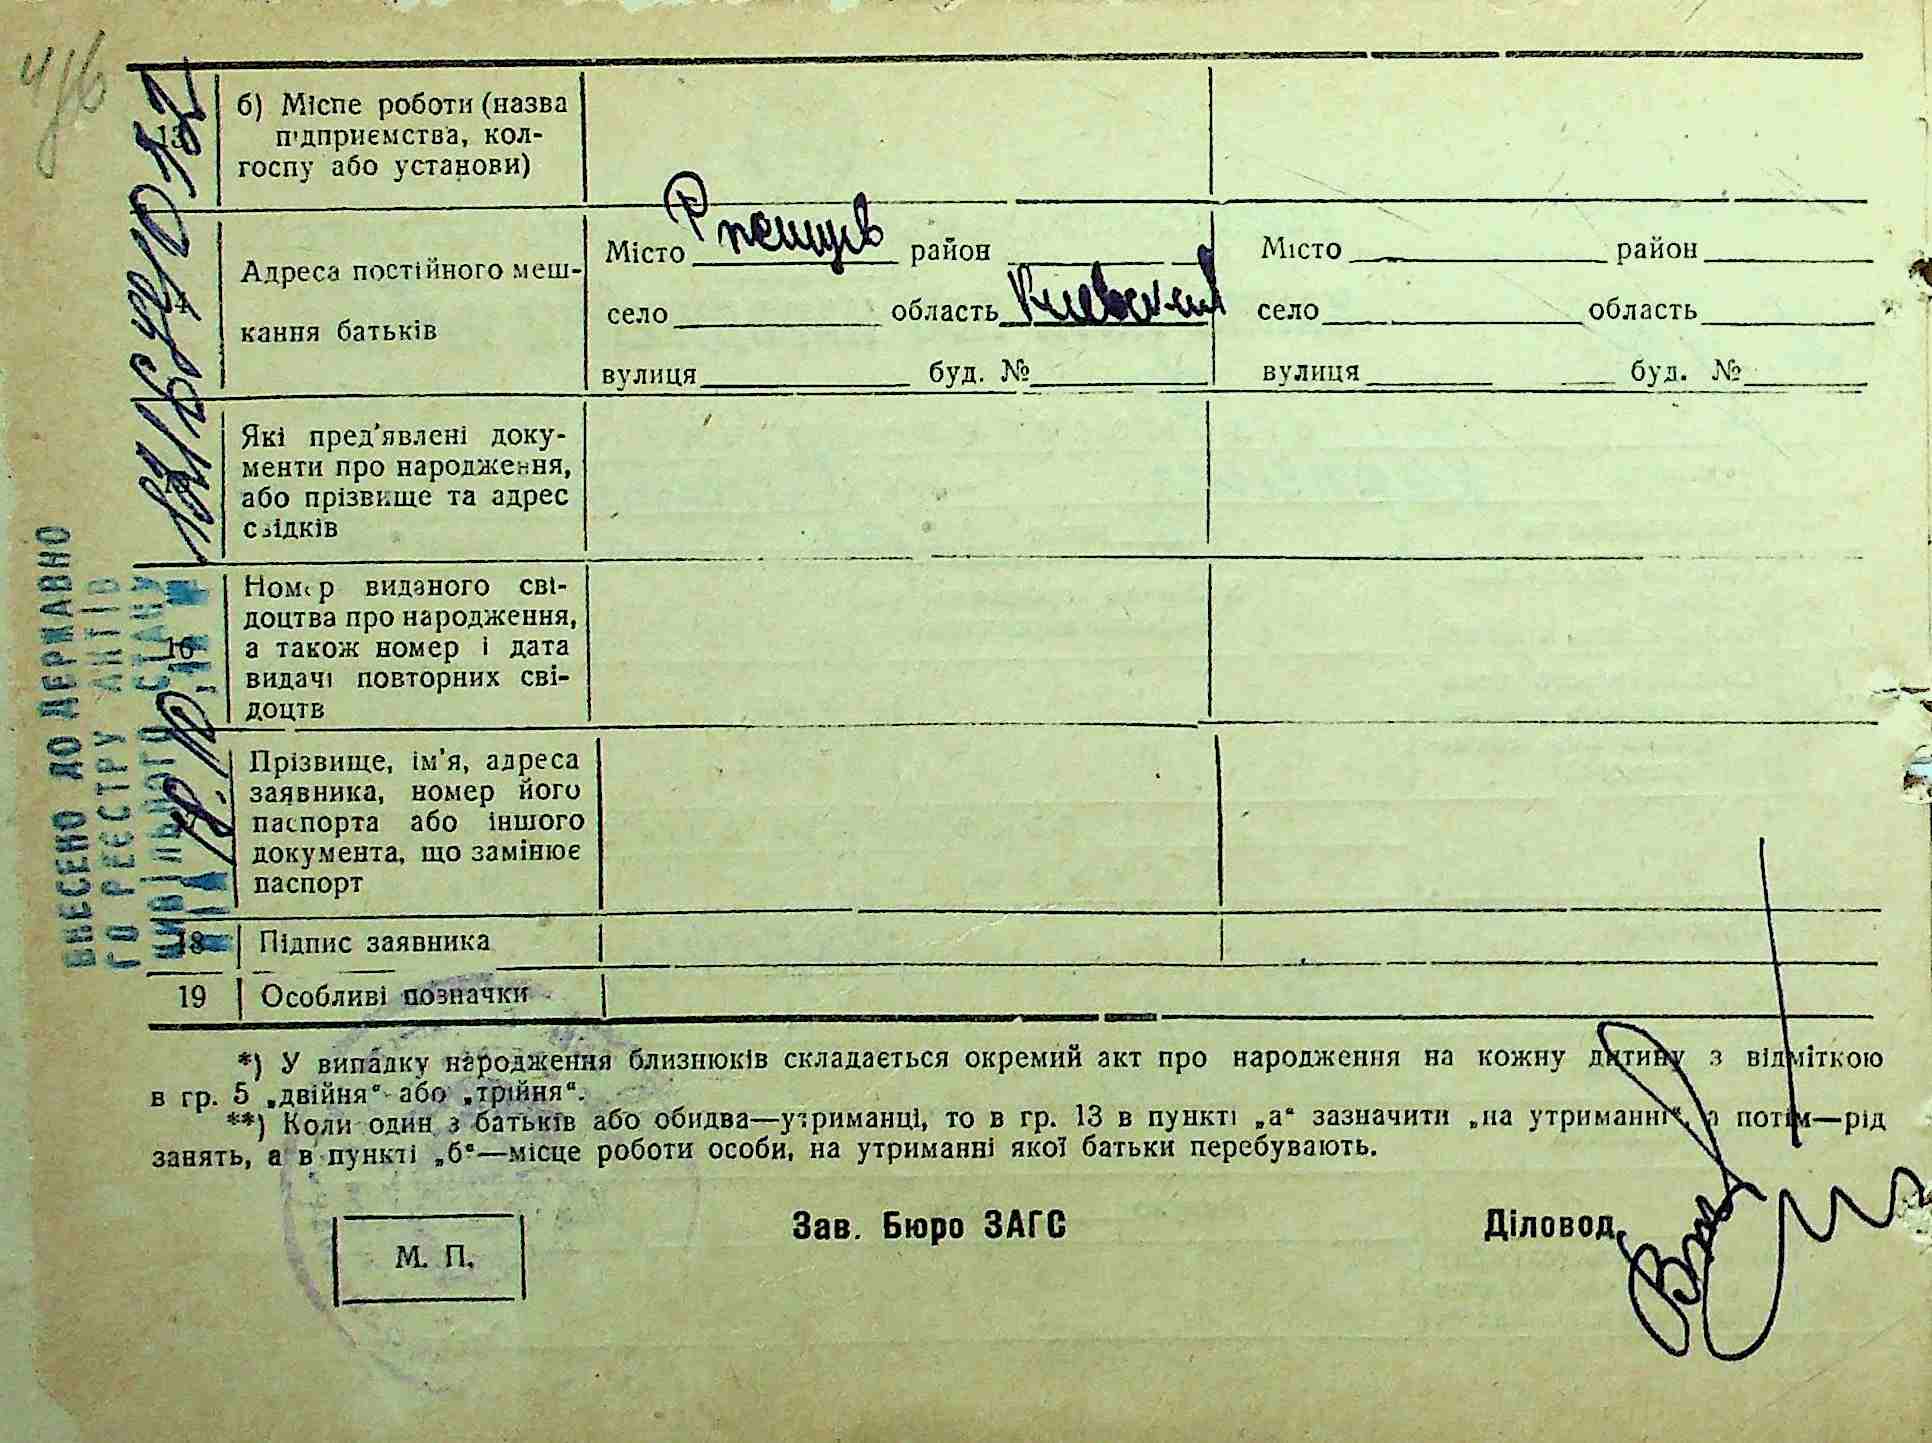 13
б) Місце роботи (назва
підприємства, кол-
госпу або установи)
Адреса постійного меш-
кання батьків
Місто Ржищів район
село область Киевская
вулиця буд. №
Місто район
село область
вулиця буд. №
Які пред'явлені доку-
менти про народження,
або прізвище та адрес
свідків
16
Номер виданого сві-
доцтва про народження,
а також номер і дата
видачі повторних сві-
доцтв
Прізвище, ім'я, адреса
заявника, номер його
паспорта або іншого
документа, що замінює
паспорт
18 Підпис заявника
19 Особливі позначки
*) У випадку народження близнюків складається окремий акт про народження на кожну дитину з відміткою
в гр. 5 „двійня“ або „трійня“.
**) Коли один з батьків або обидва—утриманці, то в гр. 13 в пункті „а“ зазначити „на утриманні“, а потім—рід
занять, а в пункті „б“—місце роботи особи, на утриманні якої батьки перебувають.
М. П.
Зав. Бюро ЗАГС
Діловод
ВНЕСЕНО ДО ДЕРЖАВНО
ГО РЕЄСТРУ АКТІВ
ЦИВІЛЬНОГО СТАНУ